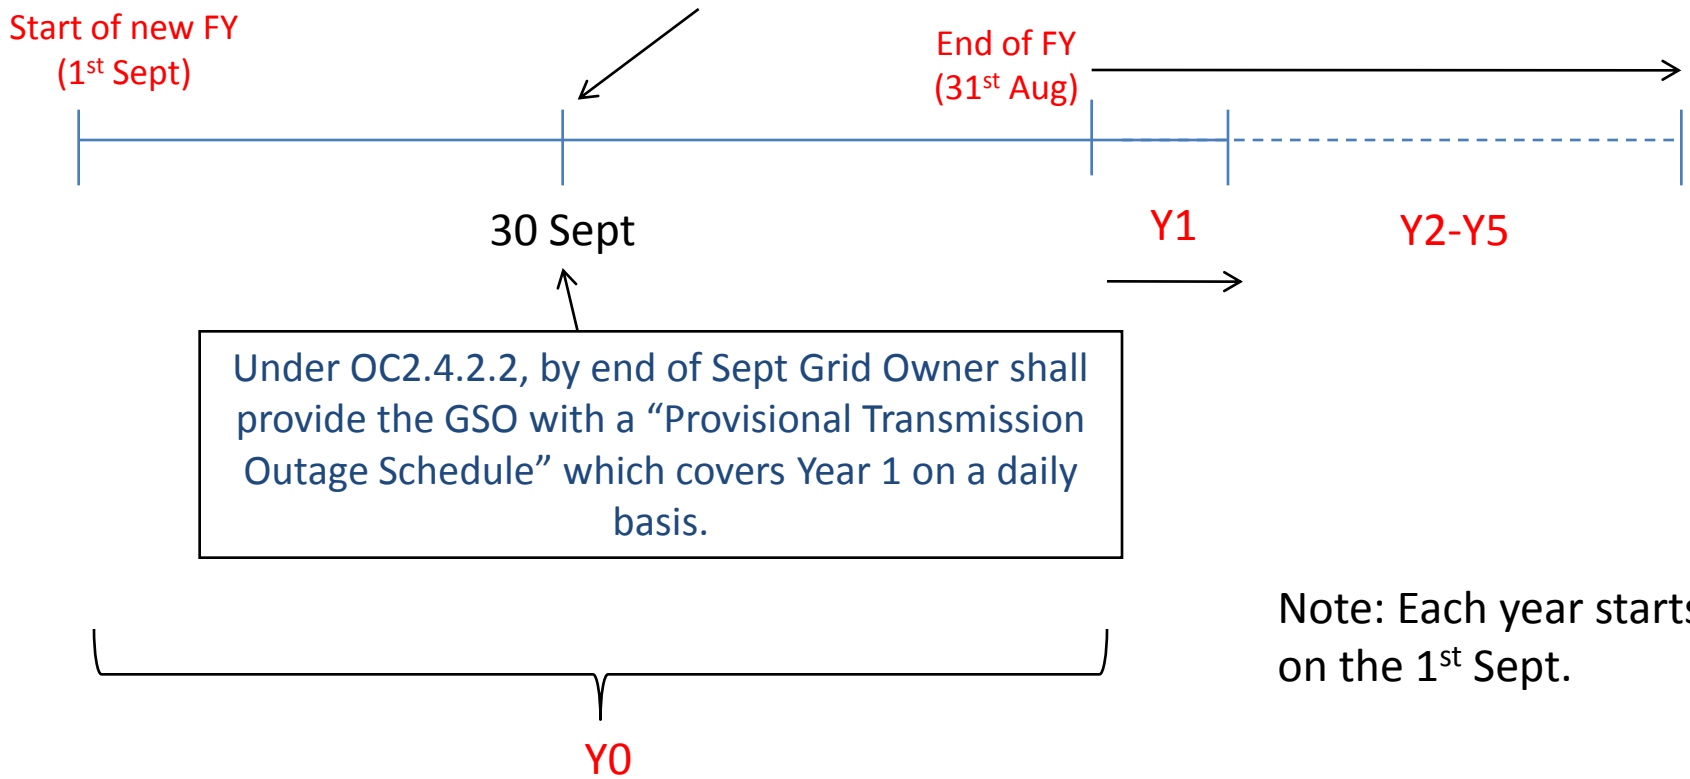 Start of new FY
(1st Sept)
End of FY
(31st Aug)
30 Sept
Y1
Y2-Y5
Under OC2.4.2.2, by end of Sept Grid Owner shall
provide the GSO with a “Provisional Transmission
Outage Schedule” which covers Year 1 on a daily
basis.
Note: Each year starts
on the 1st Sept.
Y0